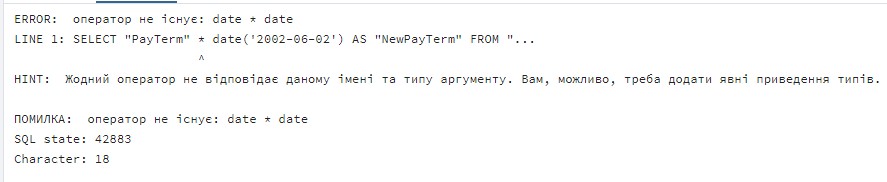 ERROR:  оператор не існує: date * date
LINE 1: SELECT "PayTerm" * date('2002-06-02') AS "NewPayTerm" FROM "...
^
HINT:  Жодний оператор не відповідає даному імені та типу аргументу. Вам, можливо, треба додати явні приведення типів.
ПОМИЛКА:  оператор не існує: date * date
SQL state: 42883
Character: 18